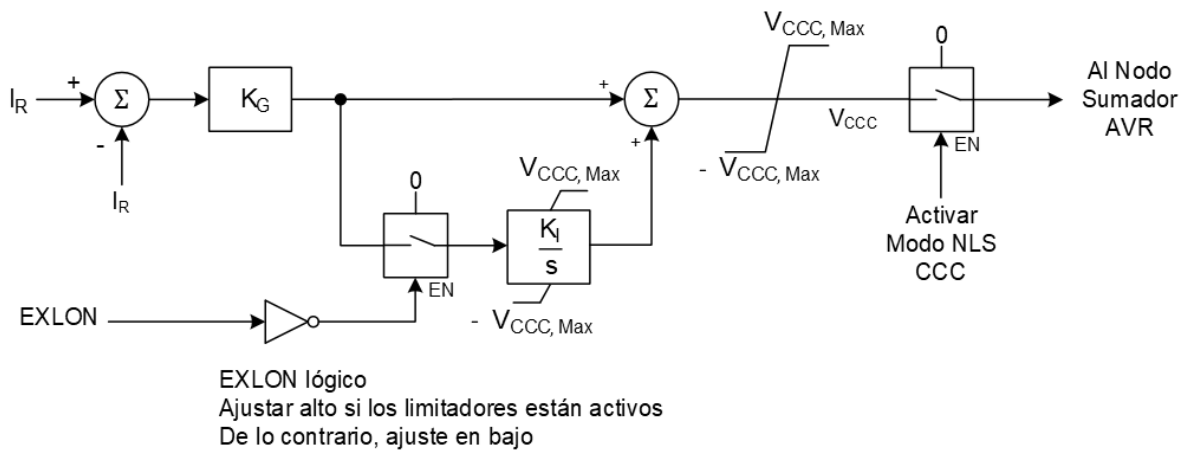 V_CCC, Max
0
Al Nodo
Sumador
AVR
I_R
+
Σ
K_G
+
Σ
-
+
V_CCC
- V_CCC, Max
EN
I_R
V_CCC, Max
0
K_I
s
Activar
Modo NLS
CCC
EN
EXLON
- V_CCC, Max
EXLON lógico
Ajustar alto si los limitadores están activos
De lo contrario, ajuste en bajo